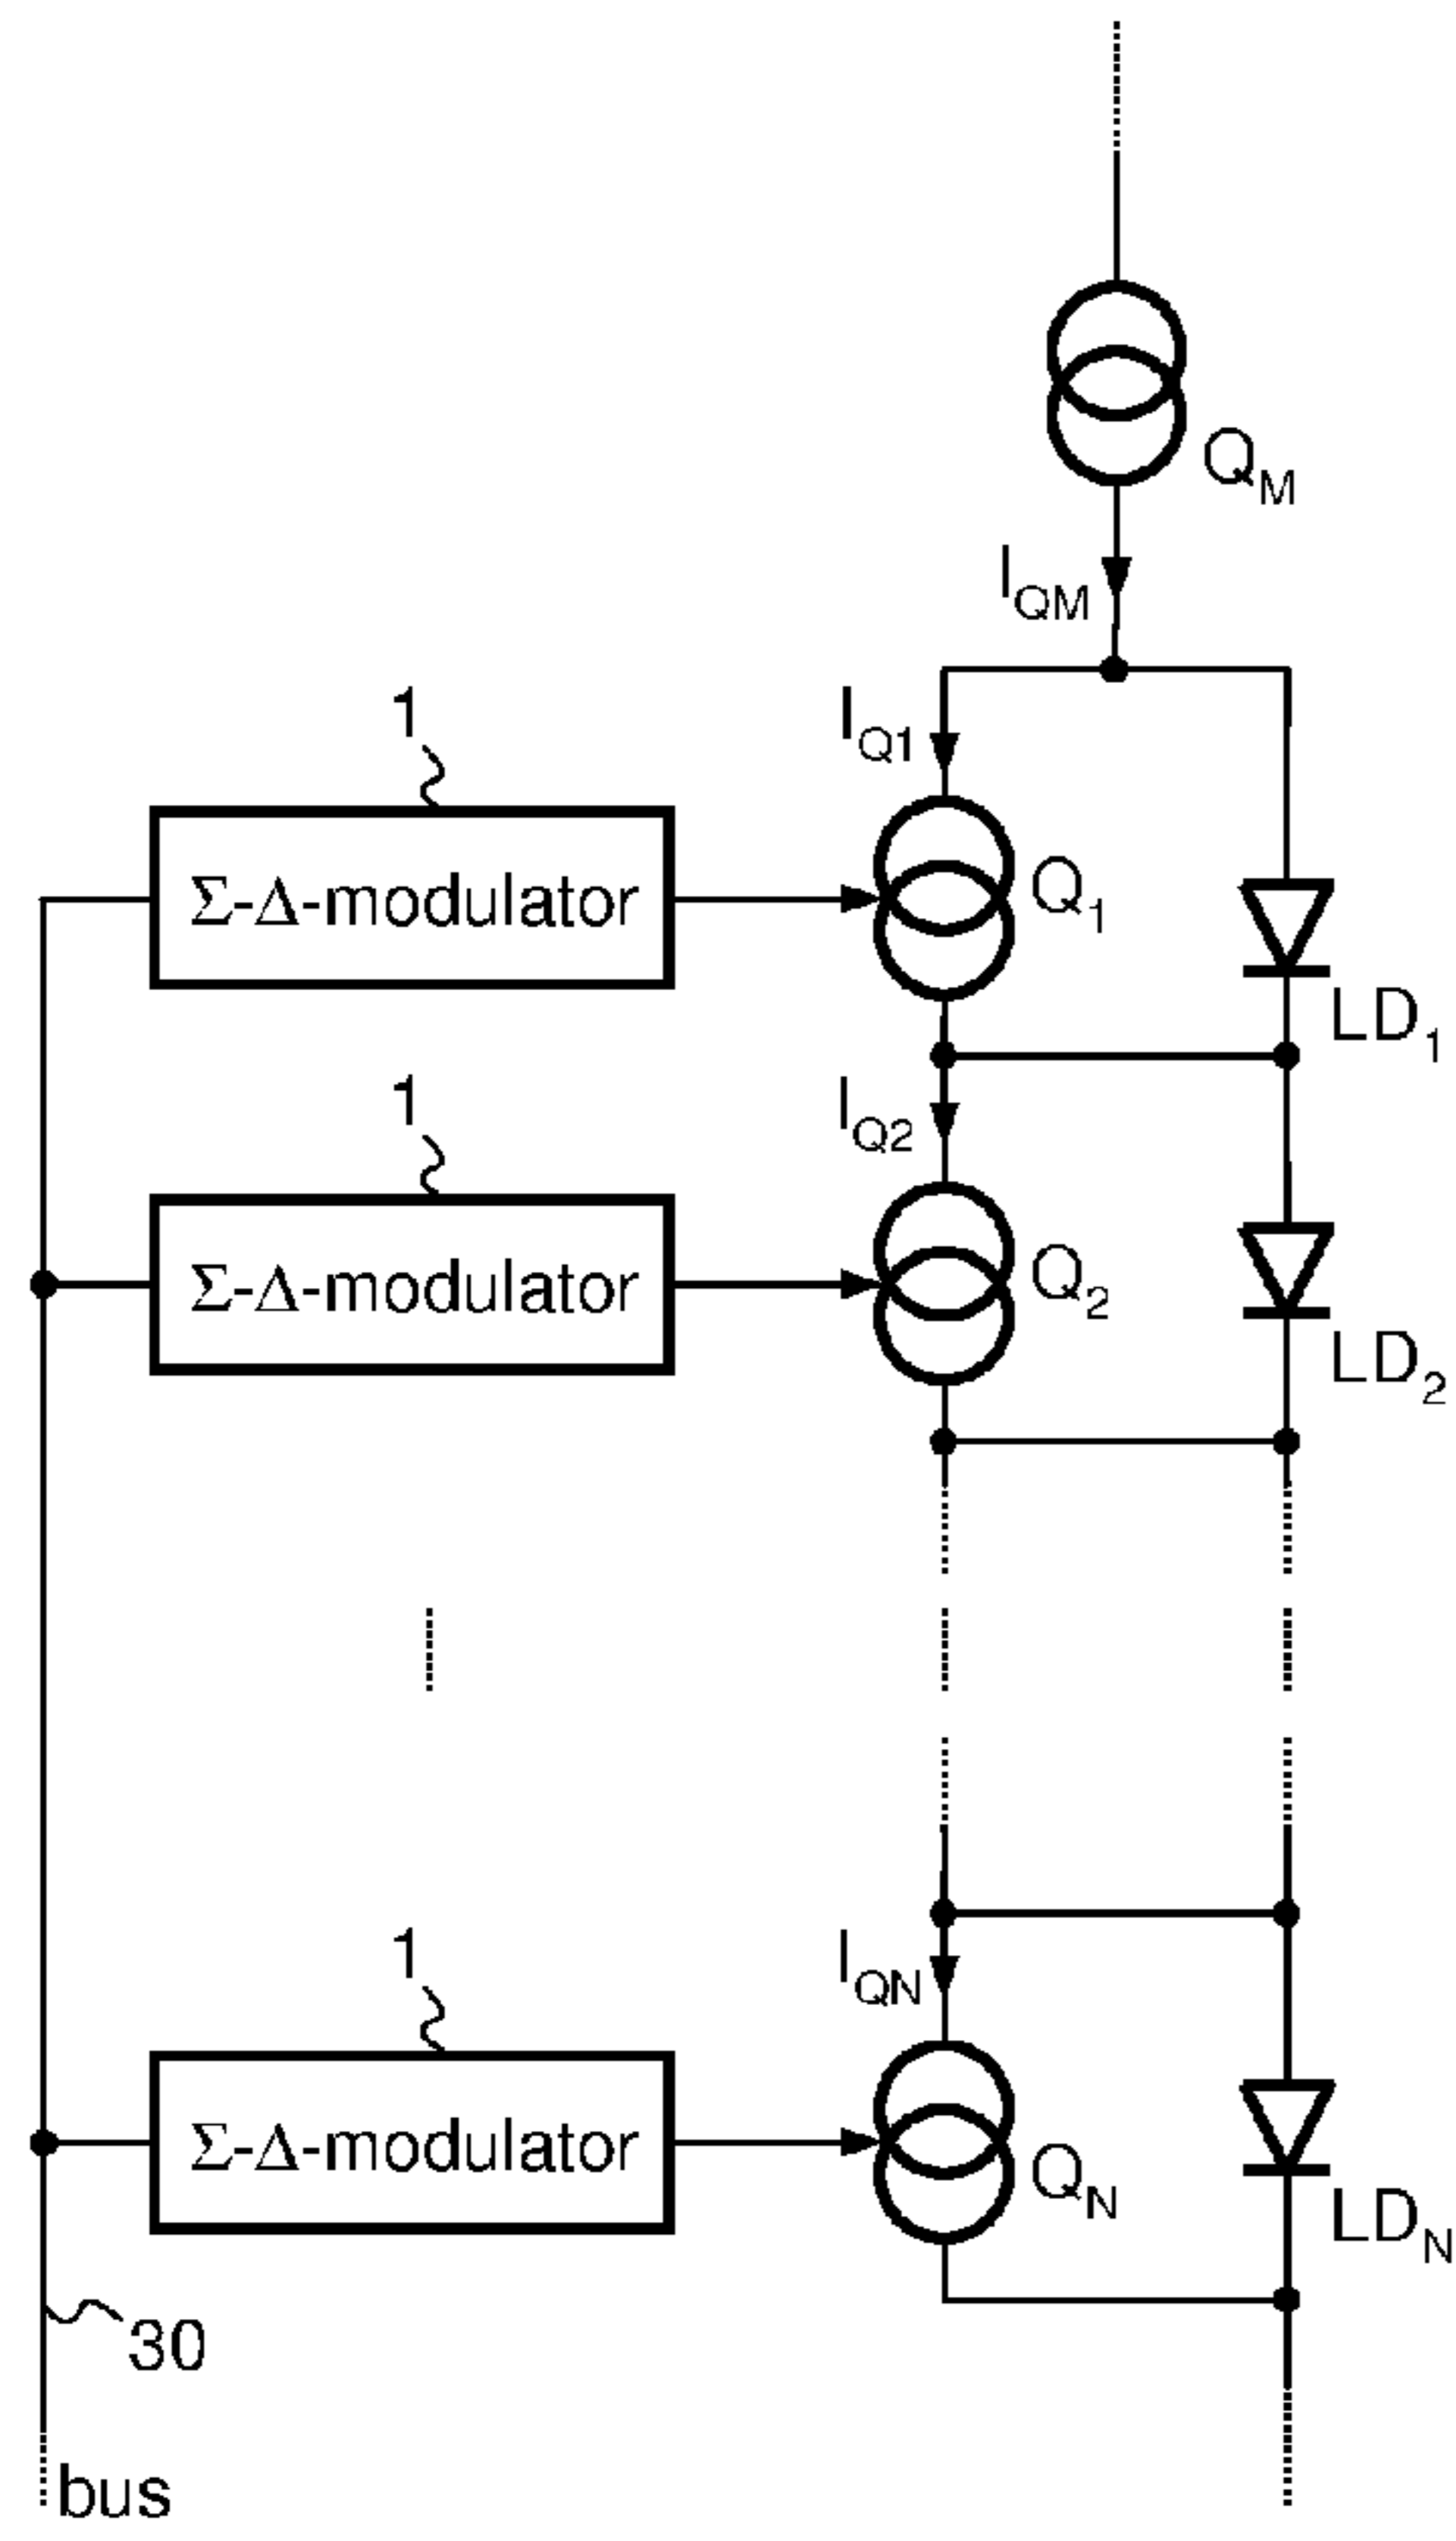 Q_M
I_QM
1
I_Q1
Σ-Δ-modulator
Q_1
LD_1
1
I_Q2
Σ-Δ-modulator
Q_2
LD_2
1
I_QN
Σ-Δ-modulator
Q_N
LD_N
30
bus